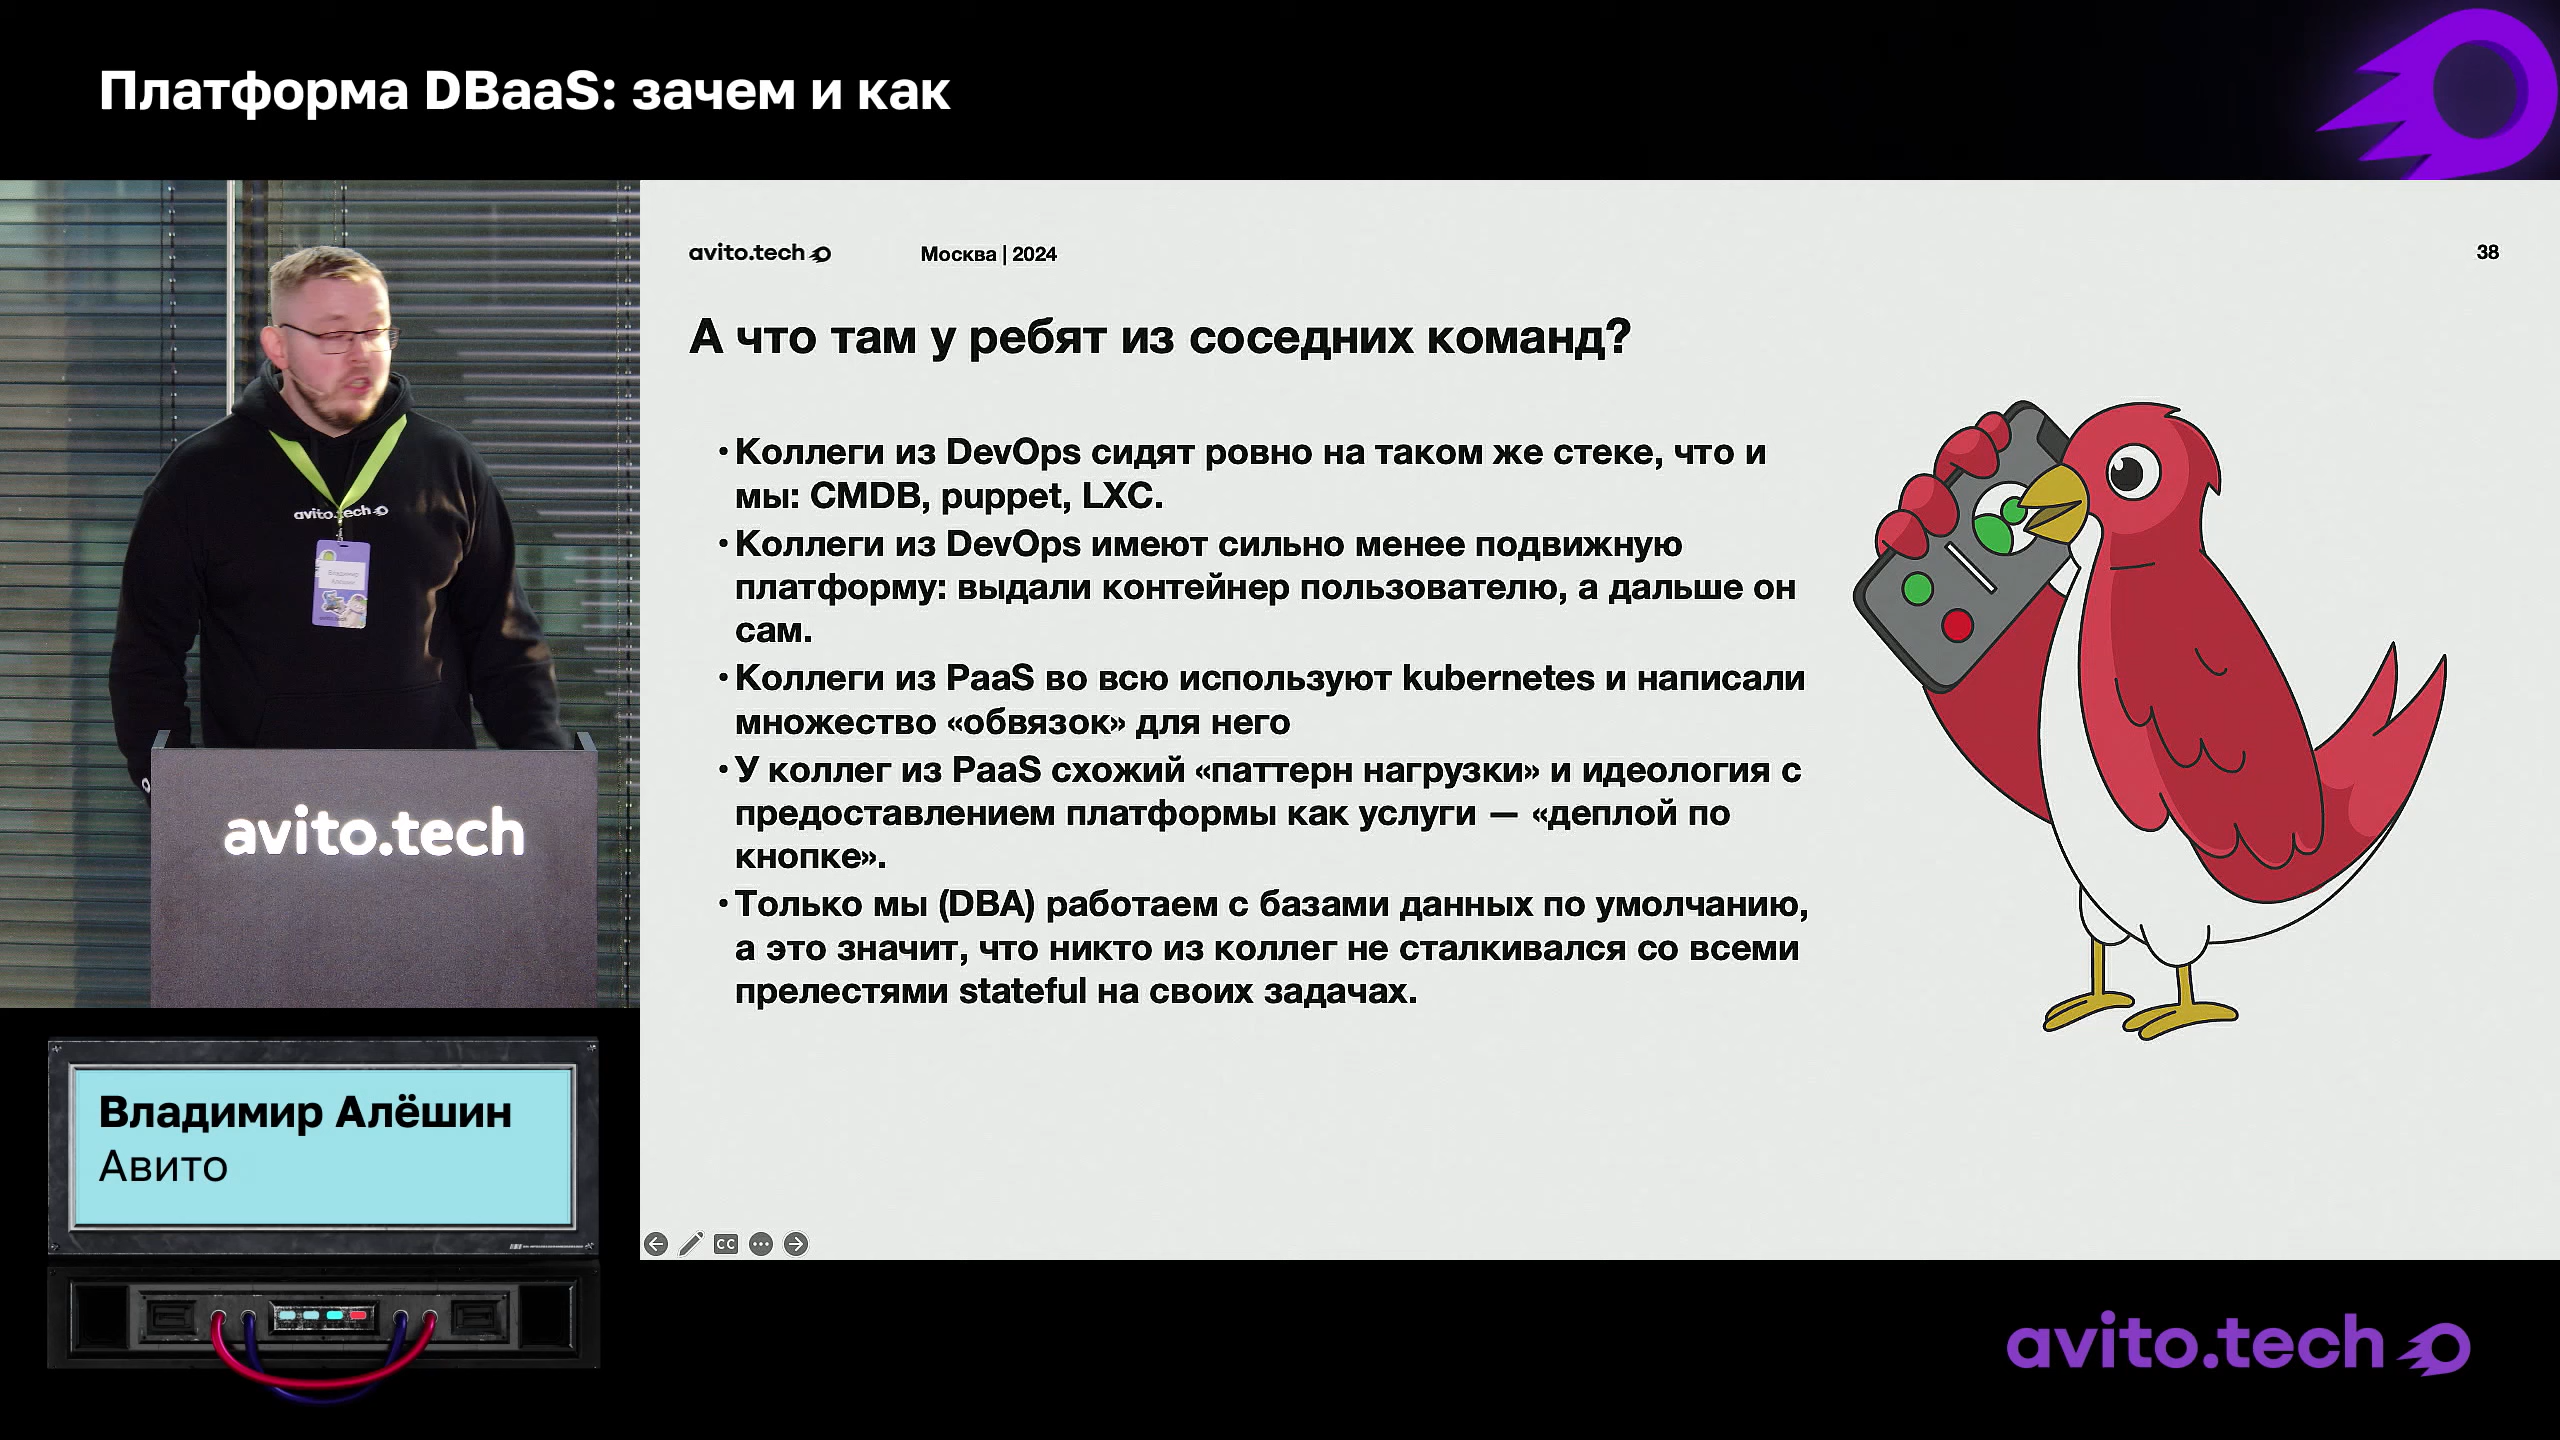 Платформа DBaaS: зачем и как
avito.tech
Москва | 2024
38
А что там у ребят из соседних команд?
• Коллеги из DevOps сидят ровно на таком же стеке, что и
мы: CMDB, puppet, LXC.
• Коллеги из DevOps имеют сильно менее подвижную
платформу: выдали контейнер пользователю, а дальше он
сам.
• Коллеги из PaaS во всю используют kubernetes и написали
множество «обвязок» для него
• У коллег из PaaS схожий «паттерн нагрузки» и идеология с
предоставлением платформы как услуги — «деплой по
кнопке».
• Только мы (DBA) работаем с базами данных по умолчанию,
а это значит, что никто из коллег не сталкивался со всеми
прелестями stateful на своих задачах.
avito.tech
Владимир
Алёшин
avito.tech
Владимир Алёшин
Авито
CC
avito.tech